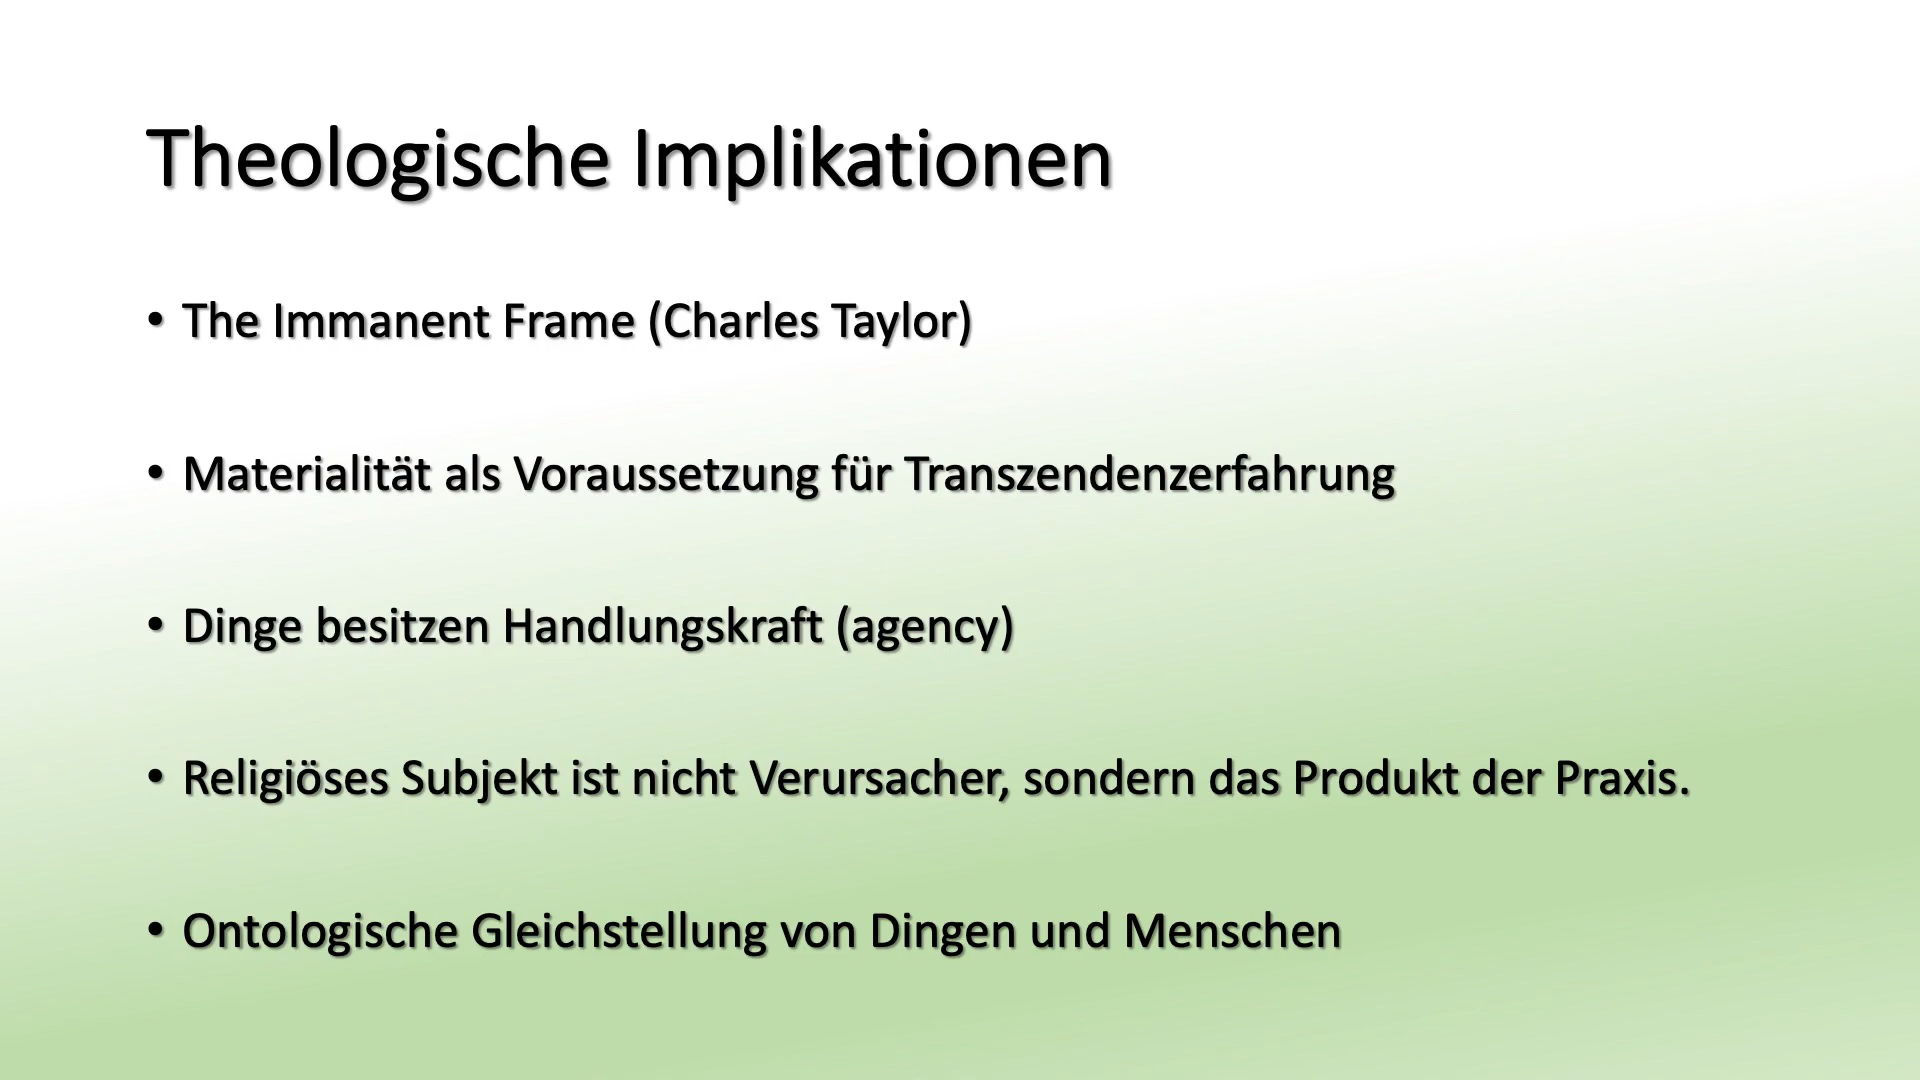 Theologische Implikationen
• The Immanent Frame (Charles Taylor)
• Materialität als Voraussetzung für Transzendenzerfahrung
• Dinge besitzen Handlungskraft (agency)
• Religiöses Subjekt ist nicht Verursacher, sondern das Produkt der Praxis.
• Ontologische Gleichstellung von Dingen und Menschen